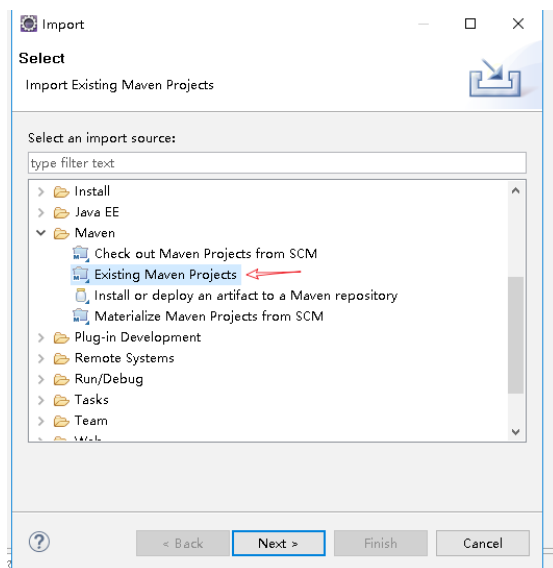 Import
Select
Import Existing Maven Projects
Select an import source:
type filter text
Install
Java EE
Maven
Check out Maven Projects from SCM
Existing Maven Projects
Install or deploy an artifact to a Maven repository
Materialize Maven Projects from SCM
Plug-in Development
Remote Systems
Run/Debug
Tasks
Team
Web
? < Back Next > Finish Cancel